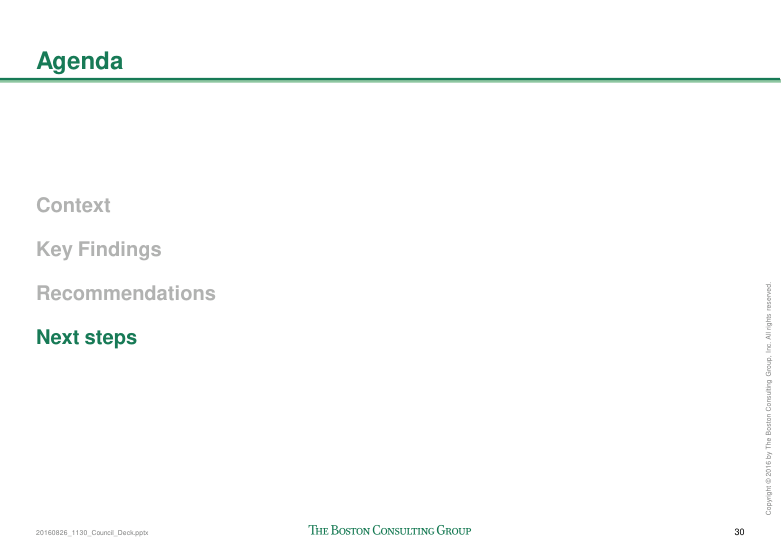 Agenda
Context
Key Findings
Recommendations
Next steps
Copyright © 2016 by The Boston Consulting Group, Inc. All rights reserved.
20160826_1130_Council_Deck.pptx
THE BOSTON CONSULTING GROUP
30